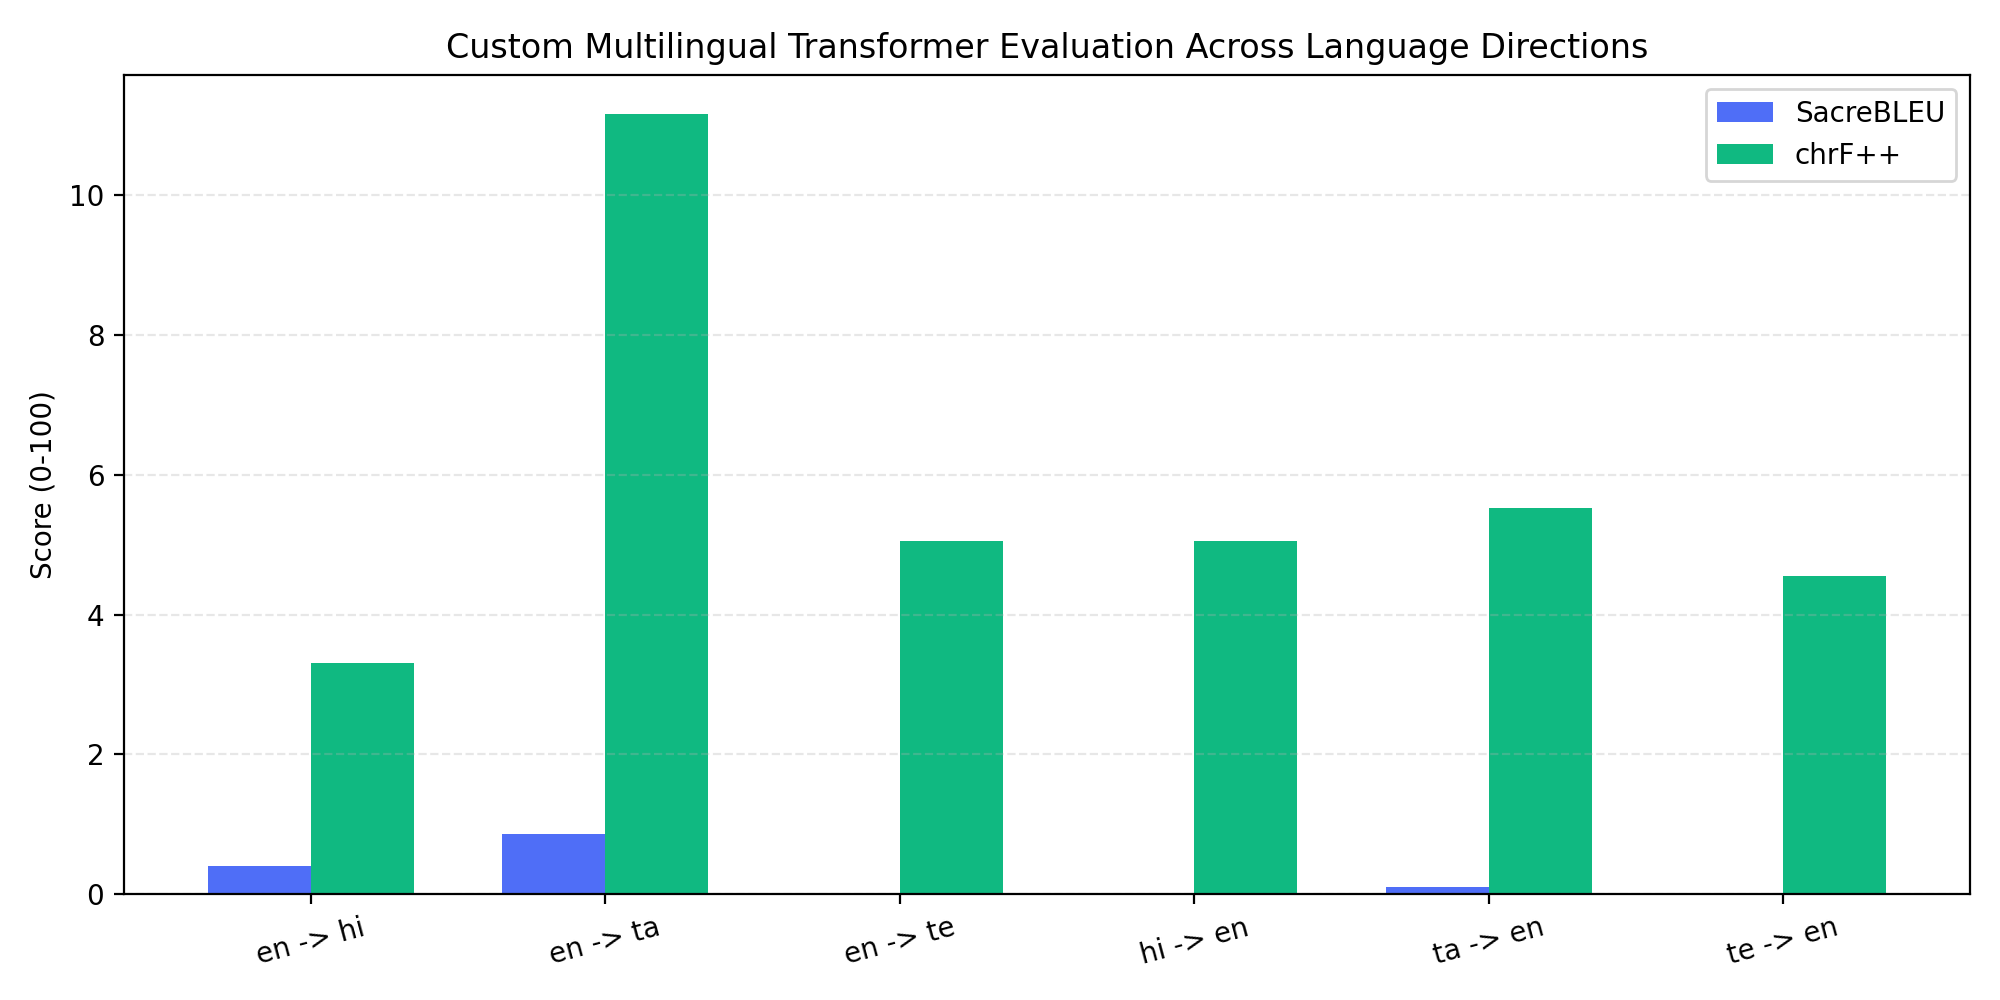 Custom Multilingual Transformer Evaluation Across Language Directions
SacreBLEU
chrF++
Score (0-100)
10
8
6
4
2
0
en -> hi
en -> ta
en -> te
hi -> en
ta -> en
te -> en